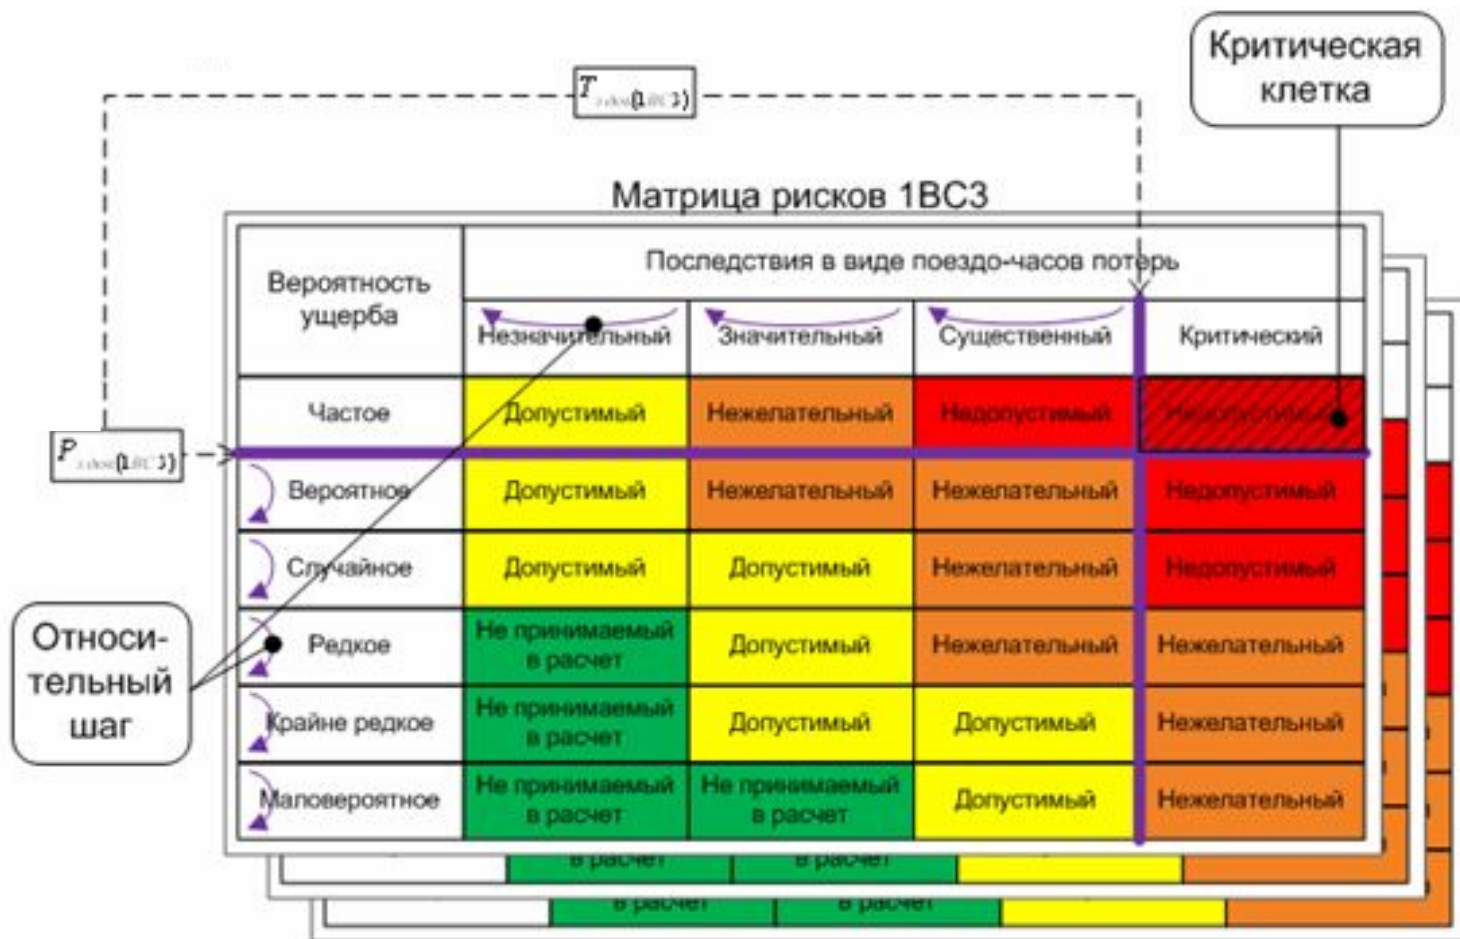 Критическая
клетка
Матрица рисков 1ВС3
Вероятность
ущерба
Последствия в виде поездо-часов потерь
Незначительный
Значительный
Существенный
Критический
Частое
Допустимый
Нежелательный
Недопустимый
Недопустимый
Вероятное
Допустимый
Нежелательный
Нежелательный
Недопустимый
Случайное
Допустимый
Допустимый
Нежелательный
Недопустимый
Относи-
тельный
шаг
Редкое
Не принимаемый
в расчет
Допустимый
Нежелательный
Нежелательный
Крайне редкое
Не принимаемый
в расчет
Допустимый
Допустимый
Нежелательный
Маловероятное
Не принимаемый
в расчет
Не принимаемый
в расчет
Допустимый
Нежелательный
в расчет
в расчет
в расчет
в расчет